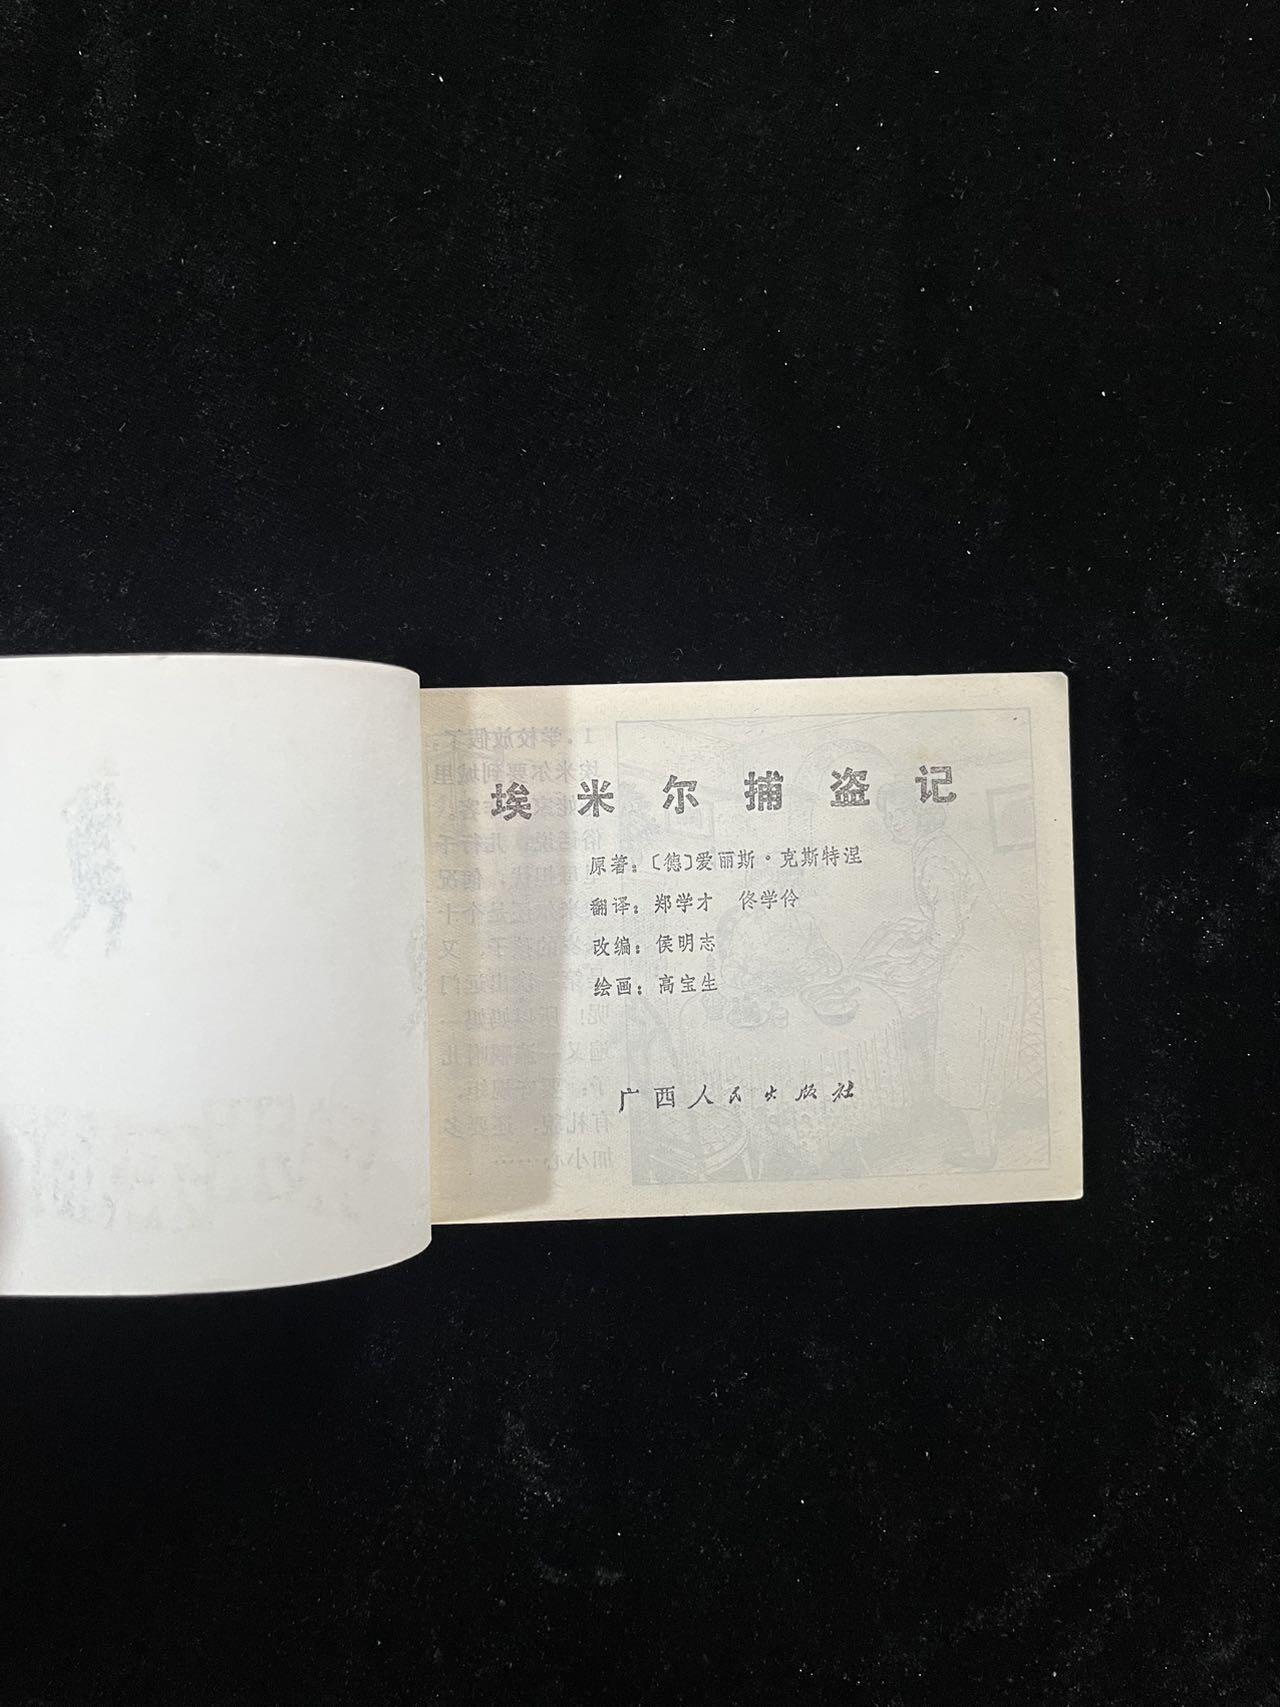 埃米尔捕盗记
原著：〔德〕爱丽斯·克斯特涅
翻译：郑学才 佟学伶
改编：侯明志
绘画：高宝生
广西人民出版社